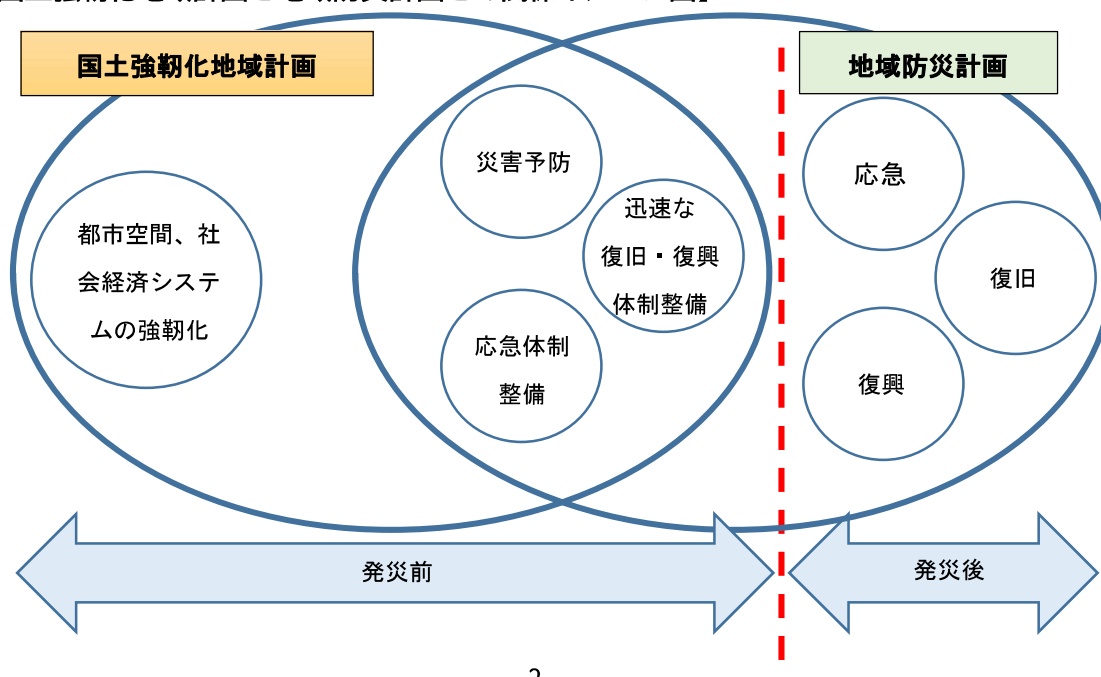 国土強靭化地域計画
地域防災計画
都市空間、社
会経済システ
ムの強靭化
災害予防
迅速な
復旧・復興
体制整備
応急体制
整備
応急
復旧
復興
発災前
発災後
2